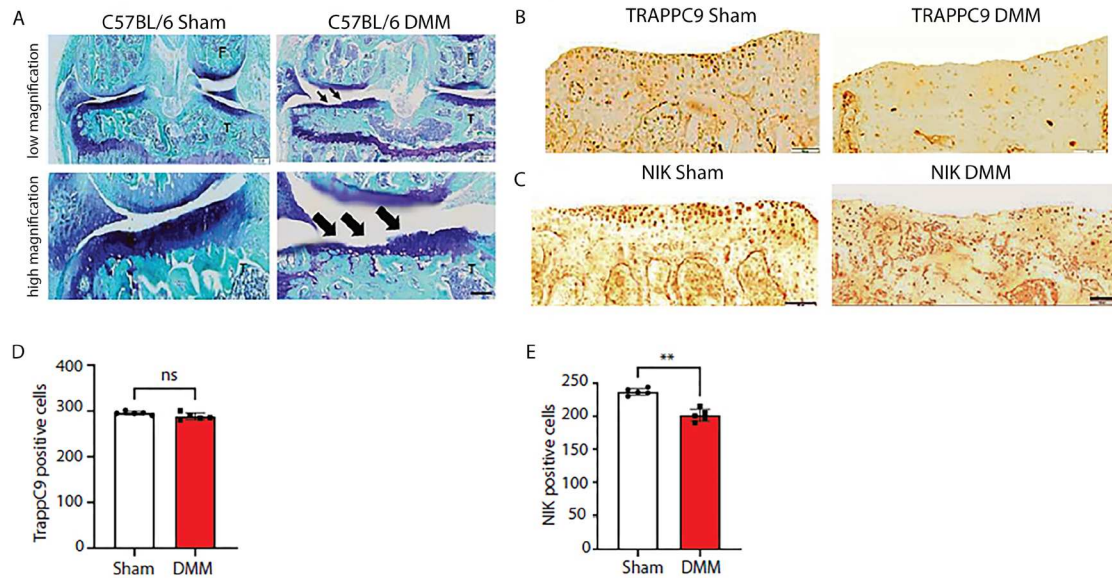 A
C57BL/6 Sham
C57BL/6 DMM
low magnification
F
F
T
T
high magnification
T
T
B
TRAPPC9 Sham
TRAPPC9 DMM
C
NIK Sham
NIK DMM
D
TrappC9 positive cells
400
300
200
100
0
ns
Sham
DMM
E
NIK positive cells
250
200
150
100
50
0
**
Sham
DMM